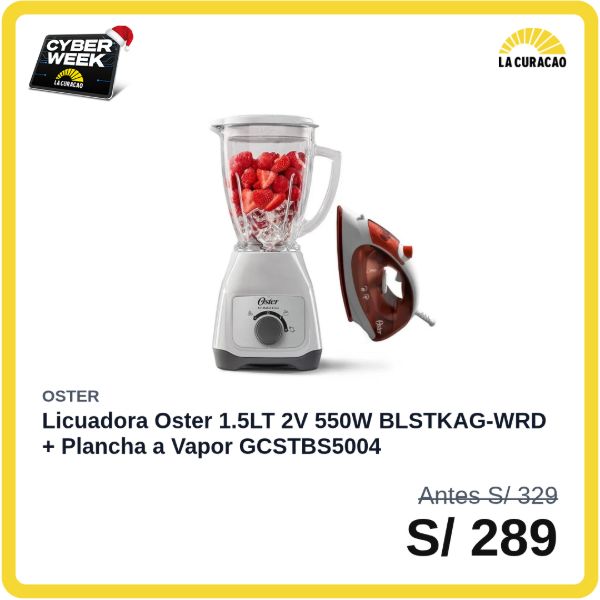 CYBER
WEEK
LA CURACAO
LA CURACAO
Oster
Oster
OSTER
Licuadora Oster 1.5LT 2V 550W BLSTKAG-WRD
+ Plancha a Vapor GCSTBS5004
Antes S/ 329
S/ 289